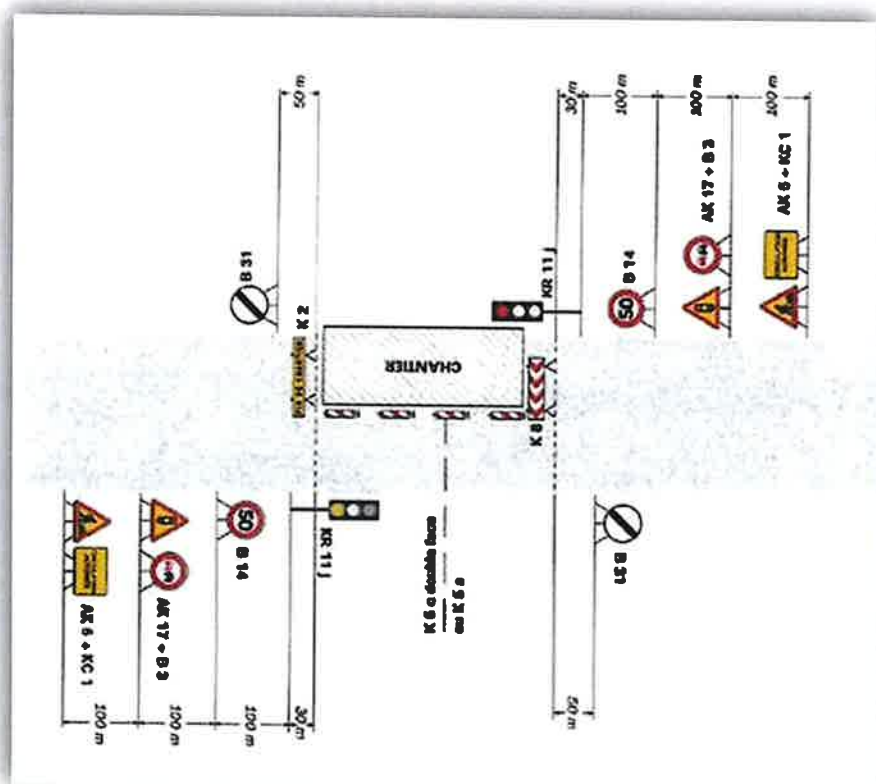 50 m
30 m
100 m
100 m
100 m
AK 5 + KC 1
AK 17 + B 3
B 14
50
KR 11 j
B 31
K 2
CHANTIER
K 8
KR 11 j
B 14
50
AK 17 + B 3
AK 5 + KC 1
K 5 c double face
ou K 5 a
B 31
100 m
100 m
100 m
30 m
50 m